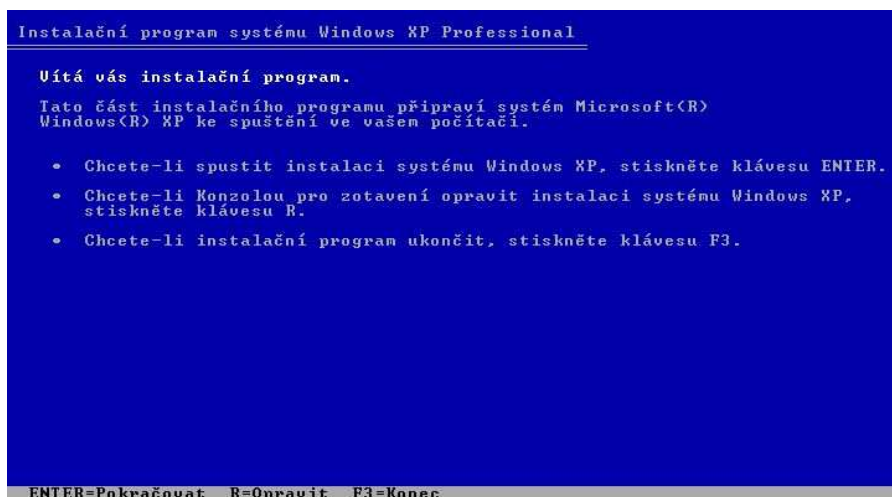 Instalační program systému Windows XP Professional
Vítá vás instalační program.
Tato část instalačního programu připraví systém Microsoft(R)
Windows(R) XP ke spuštění ve vašem počítači.
• Chcete-li spustit instalaci systému Windows XP, stiskněte klávesu ENTER.
• Chcete-li Konzolou pro zotavení opravit instalaci systému Windows XP,
stiskněte klávesu R.
• Chcete-li instalační program ukončit, stiskněte klávesu F3.
ENTER=Pokračovat R=Opravit F3=Konec